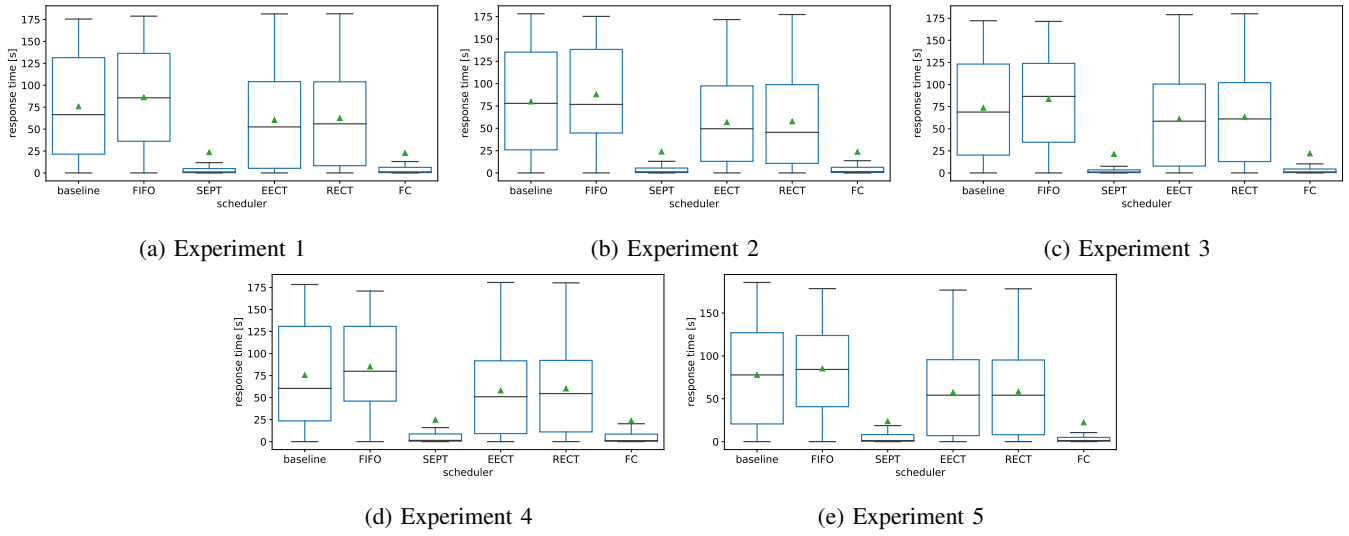 response time [s]
175
150
125
100
75
50
25
0
baseline FIFO SEPT EECT RECT FC
scheduler
(a) Experiment 1
response time [s]
175
150
125
100
75
50
25
0
baseline FIFO SEPT EECT RECT FC
scheduler
(b) Experiment 2
response time [s]
175
150
125
100
75
50
25
0
baseline FIFO SEPT EECT RECT FC
scheduler
(c) Experiment 3
response time [s]
175
150
125
100
75
50
25
0
baseline FIFO SEPT EECT RECT FC
scheduler
(d) Experiment 4
response time [s]
150
100
50
0
baseline FIFO SEPT EECT RECT FC
scheduler
(e) Experiment 5